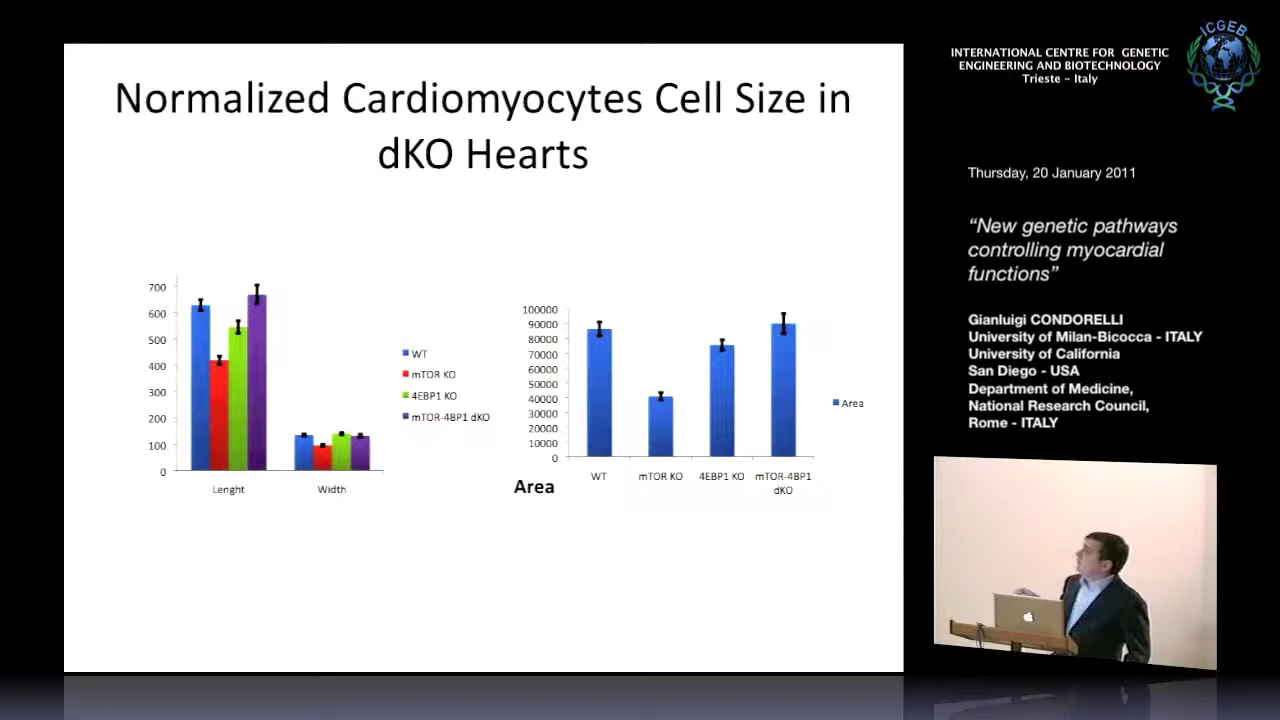 Normalized Cardiomyocytes Cell Size in
dKO Hearts
700
600
500
400
300
200
100
0
Lenght
Width
WT
mTOR KO
4EBP1 KO
mTOR-4BP1 dKO
100000
90000
80000
70000
60000
50000
40000
30000
20000
10000
0
Area
WT
mTOR KO
4EBP1 KO
mTOR-4BP1
dKO
Area
INTERNATIONAL CENTRE FOR GENETIC
ENGINEERING AND BIOTECHNOLOGY
Trieste - Italy
ICGEB
Thursday, 20 January 2011
“New genetic pathways
controlling myocardial
functions”
Gianluigi CONDORELLI
University of Milan-Bicocca - ITALY
University of California
San Diego - USA
Department of Medicine,
National Research Council,
Rome - ITALY